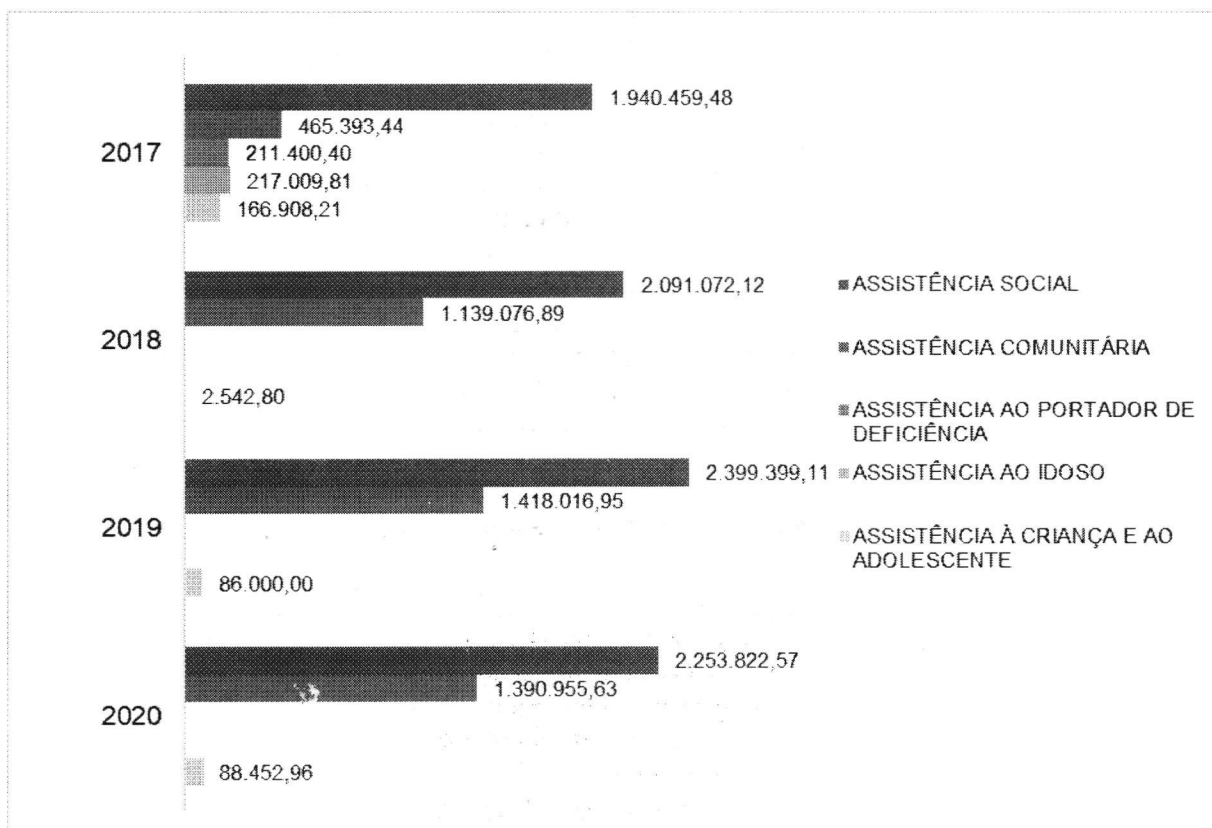 1.940.459,48
465.393,44
2017
211.400,40
217.009,81
166.908,21
2.091.072,12
1.139.076,89
2018
2.542,80
2.399.399,11
1.418.016,95
2019
86.000,00
2.253.822,57
1.390.955,63
2020
88.452,96
ASSISTÊNCIA SOCIAL
ASSISTÊNCIA COMUNITÁRIA
ASSISTÊNCIA AO PORTADOR DE
DEFICIÊNCIA
ASSISTÊNCIA AO IDOSO
ASSISTÊNCIA À CRIANÇA E AO
ADOLESCENTE